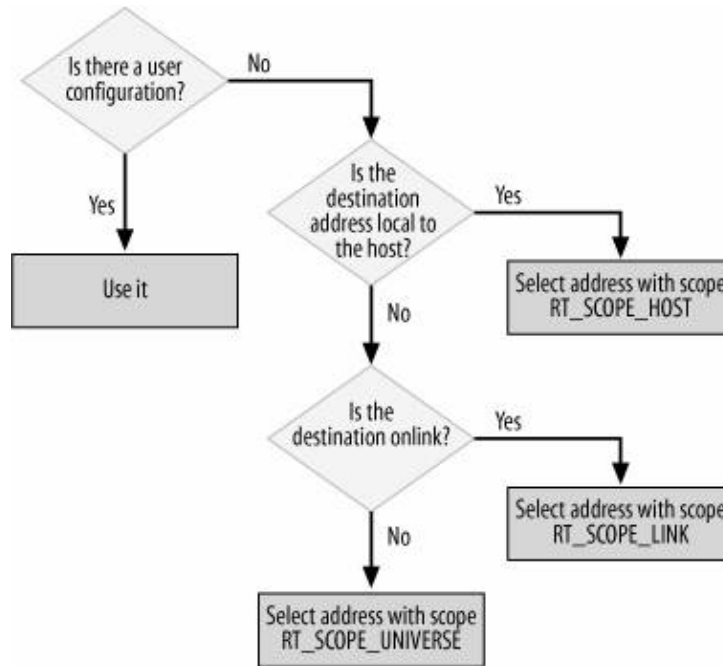 Is there a user
configuration?
No
Yes
Use it
Is the
destination
address local to
the host?
Yes
Select address with scope
RT_SCOPE_HOST
No
Is the
destination onlink?
Yes
Select address with scope
RT_SCOPE_LINK
No
Select address with scope
RT_SCOPE_UNIVERSE